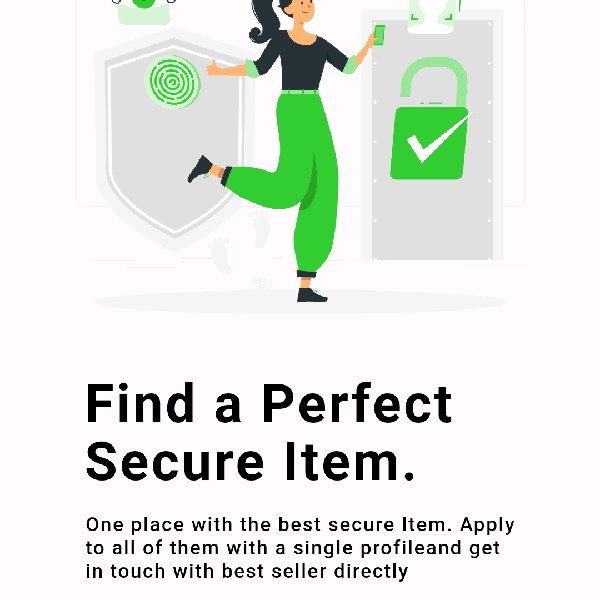 Find a Perfect
Secure Item.
One place with the best secure Item. Apply
to all of them with a single profileand get
in touch with best seller directly